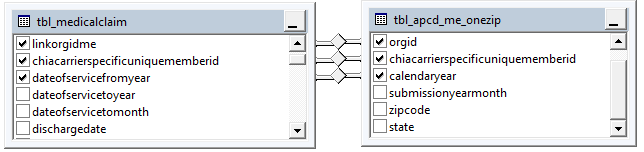 tbl_medicalclaim
linkorgidme
chiacarrierspecificuniquememberid
dateofservicefromyear
dateofservicetoyear
dateofservicetomonth
dischargedate
tbl_apcd_me_onezip
orgid
chiacarrierspecificuniquememberid
calendaryear
submissionyearmonth
zipcode
state